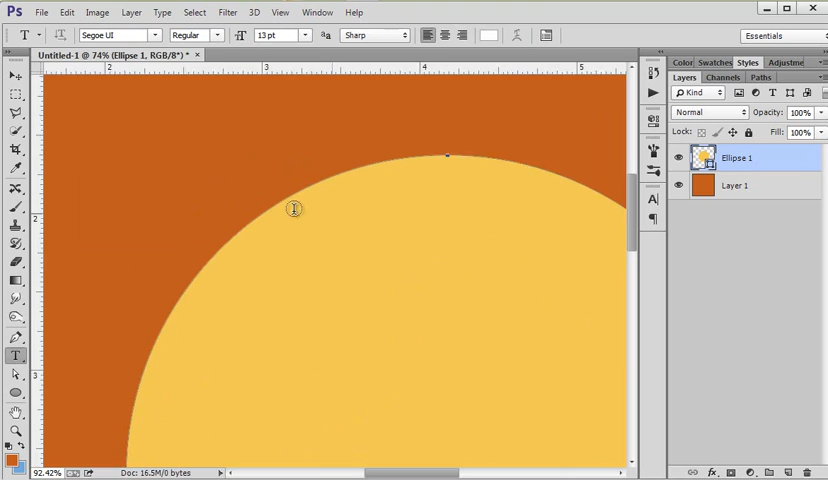 Ps File Edit Image Layer Type Select Filter 3D View Window Help
T Segoe UI Regular 13 pt aa Sharp Essentials
Untitled-1 @ 74% (Ellipse 1, RGB/8*) * ×
Color Swatches Styles Adjustme
2 3 4 5
Layers Channels Paths
Kind
Normal Opacity: 100%
Lock: Fill: 100%
Ellipse 1
Layer 1
2
3
92.42% Doc: 16.5M/0 bytes